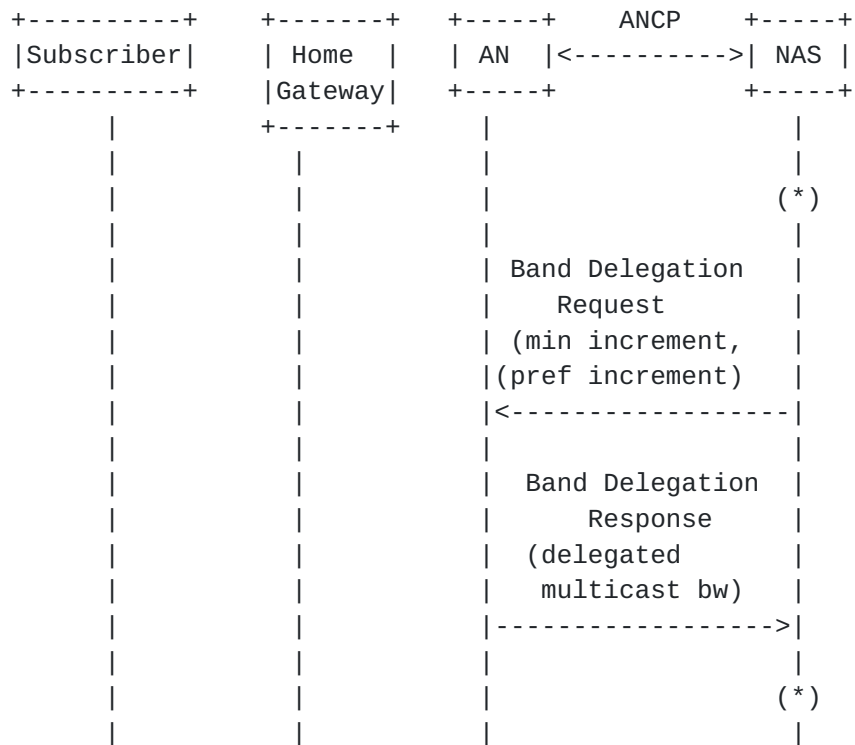 +----------+    +-------+   +-----+    ANCP    +-----+
|Subscriber|    | Home  |   | AN  |<---------->| NAS |
+----------+    |Gateway|   +-----+            +-----+
      |         +-------+     |                   |
      |           |           |                   |
      |           |           |                  (*)
      |           |           |                   |
      |           |           | Band Delegation   |
      |           |           |    Request        |
      |           |           | (min increment,   |
      |           |           |(pref increment)   |
      |           |           |<------------------|
      |           |           |                   |
      |           |           |  Band Delegation  |
      |           |           |      Response     |
      |           |           |  (delegated       |
      |           |           |   multicast bw)   |
      |           |           |------------------>|
      |           |           |                   |
      |           |           |                  (*)
      |           |           |                   |